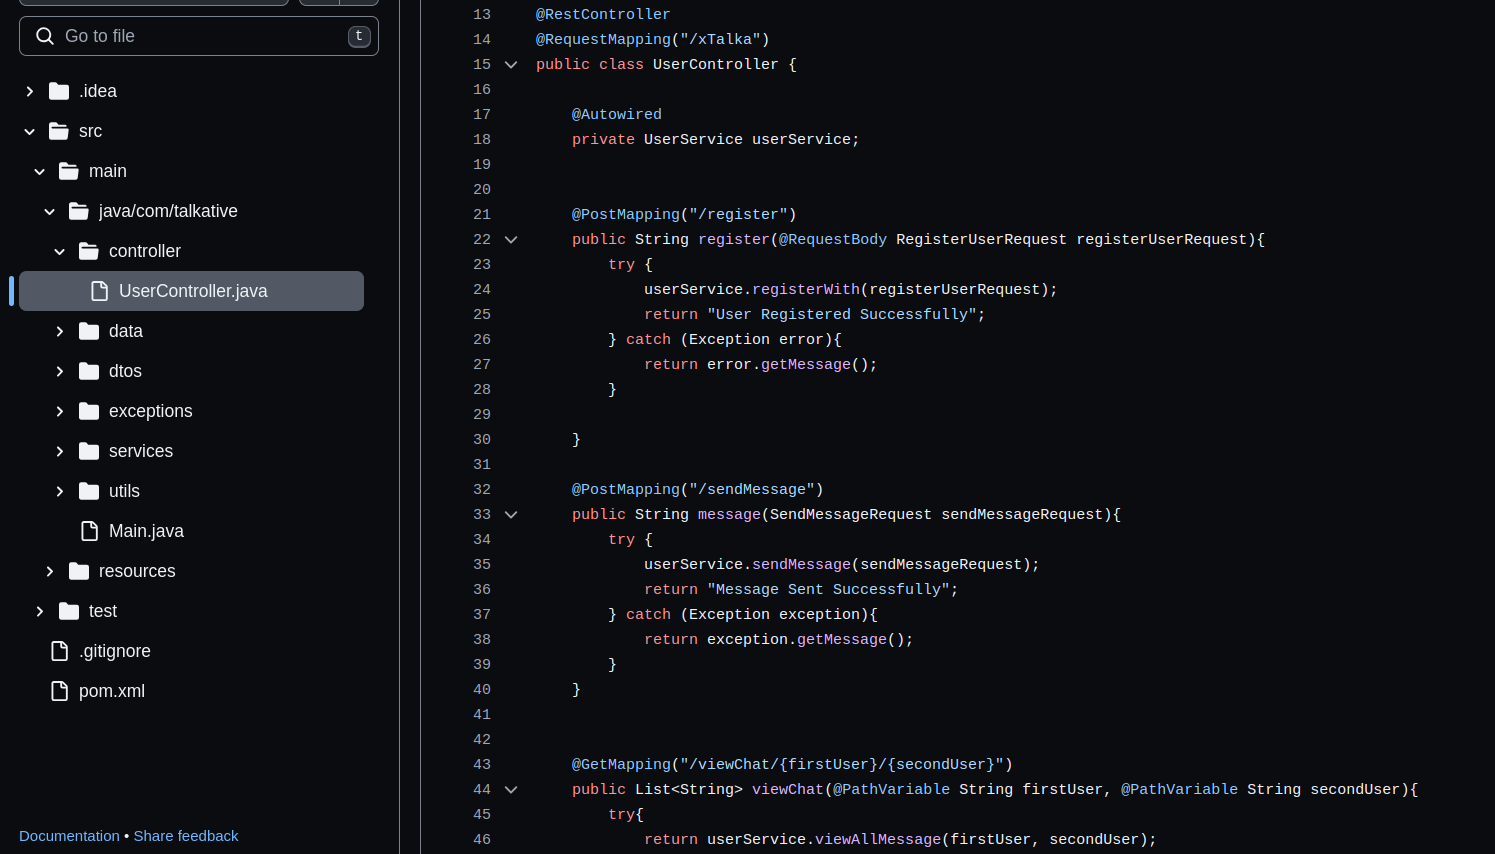 Go to file
t
.idea
src
main
java/com/talkative
controller
UserController.java
data
dtos
exceptions
services
utils
Main.java
resources
test
.gitignore
pom.xml
Documentation • Share feedback
13 @RestController
14 @RequestMapping("/xTalka")
15 public class UserController {
16
17 @Autowired
18 private UserService userService;
19
20
21 @PostMapping("/register")
22 public String register(@RequestBody RegisterUserRequest registerUserRequest){
23 try {
24 userService.registerWith(registerUserRequest);
25 return "User Registered Successfully";
26 } catch (Exception error){
27 return error.getMessage();
28 }
29
30 }
31
32 @PostMapping("/sendMessage")
33 public String message(SendMessageRequest sendMessageRequest){
34 try {
35 userService.sendMessage(sendMessageRequest);
36 return "Message Sent Successfully";
37 } catch (Exception exception){
38 return exception.getMessage();
39 }
40 }
41
42
43 @GetMapping("/viewChat/{firstUser}/{secondUser}")
44 public List<String> viewChat(@PathVariable String firstUser, @PathVariable String secondUser){
45 try{
46 return userService.viewAllMessage(firstUser, secondUser);